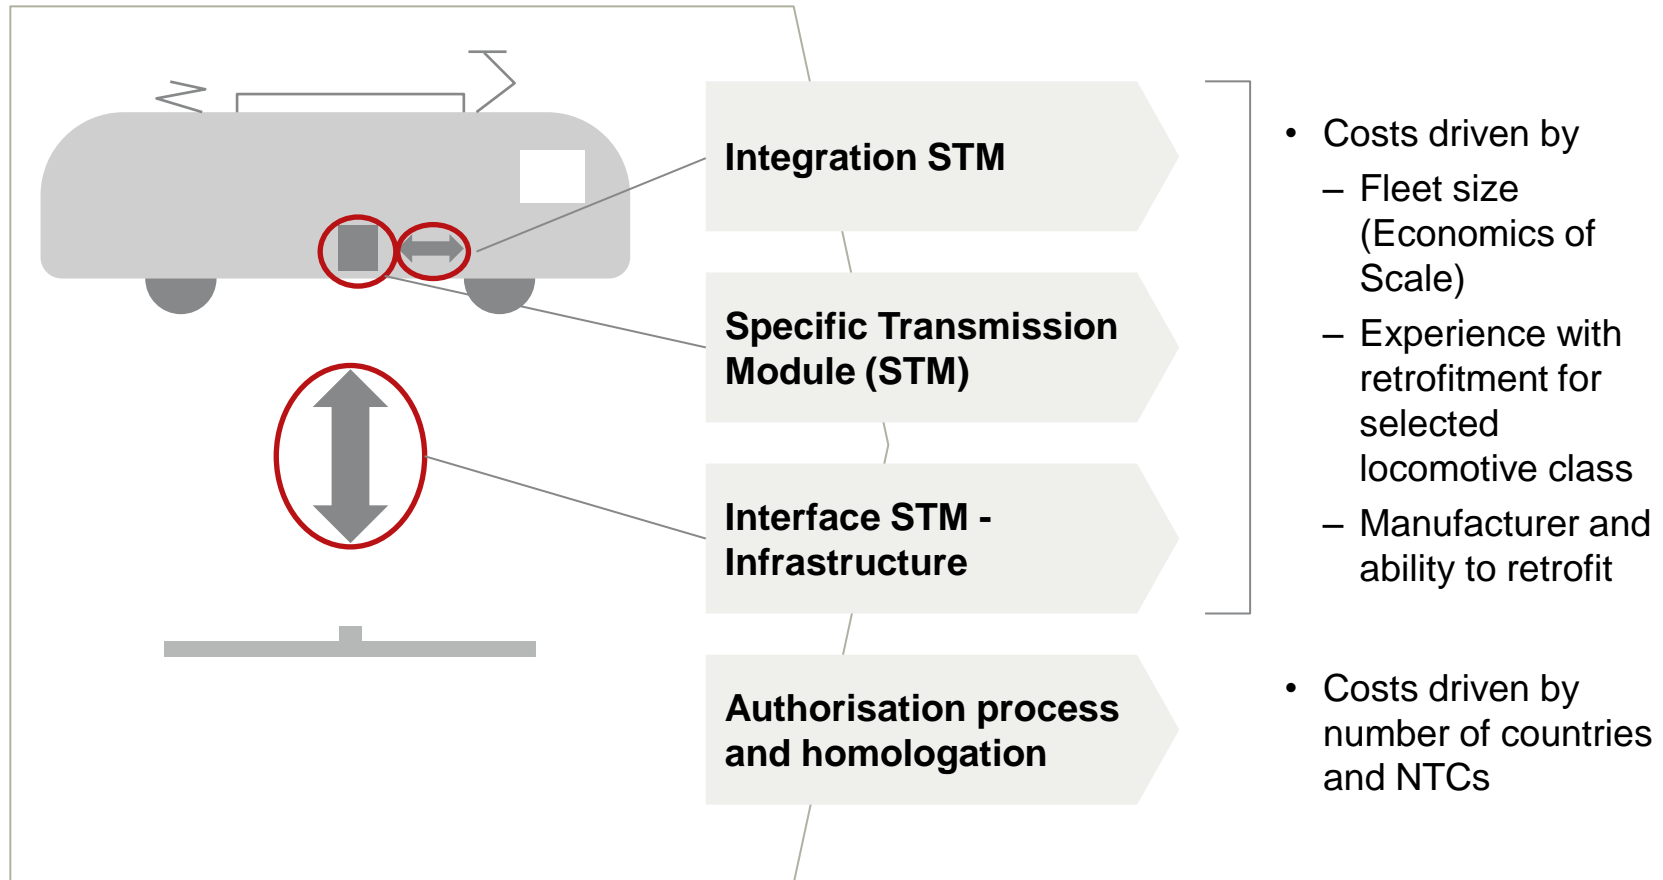 Integration STM
Specific Transmission
Module (STM)
Interface STM -
Infrastructure
Authorisation process
and homologation
• Costs driven by
– Fleet size
(Economics of
Scale)
– Experience with
retrofitment for
selected
locomotive class
– Manufacturer and
ability to retrofit
• Costs driven by
number of countries
and NTCs